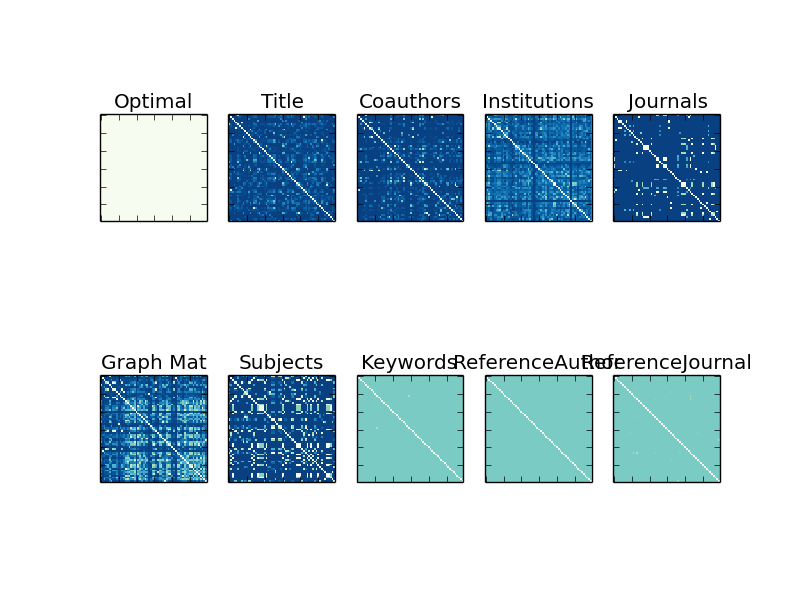 Optimal
Title
Coauthors
Institutions
Journals
Graph Mat
Subjects
Keywords
ReferenceAuthor
ReferenceJournal